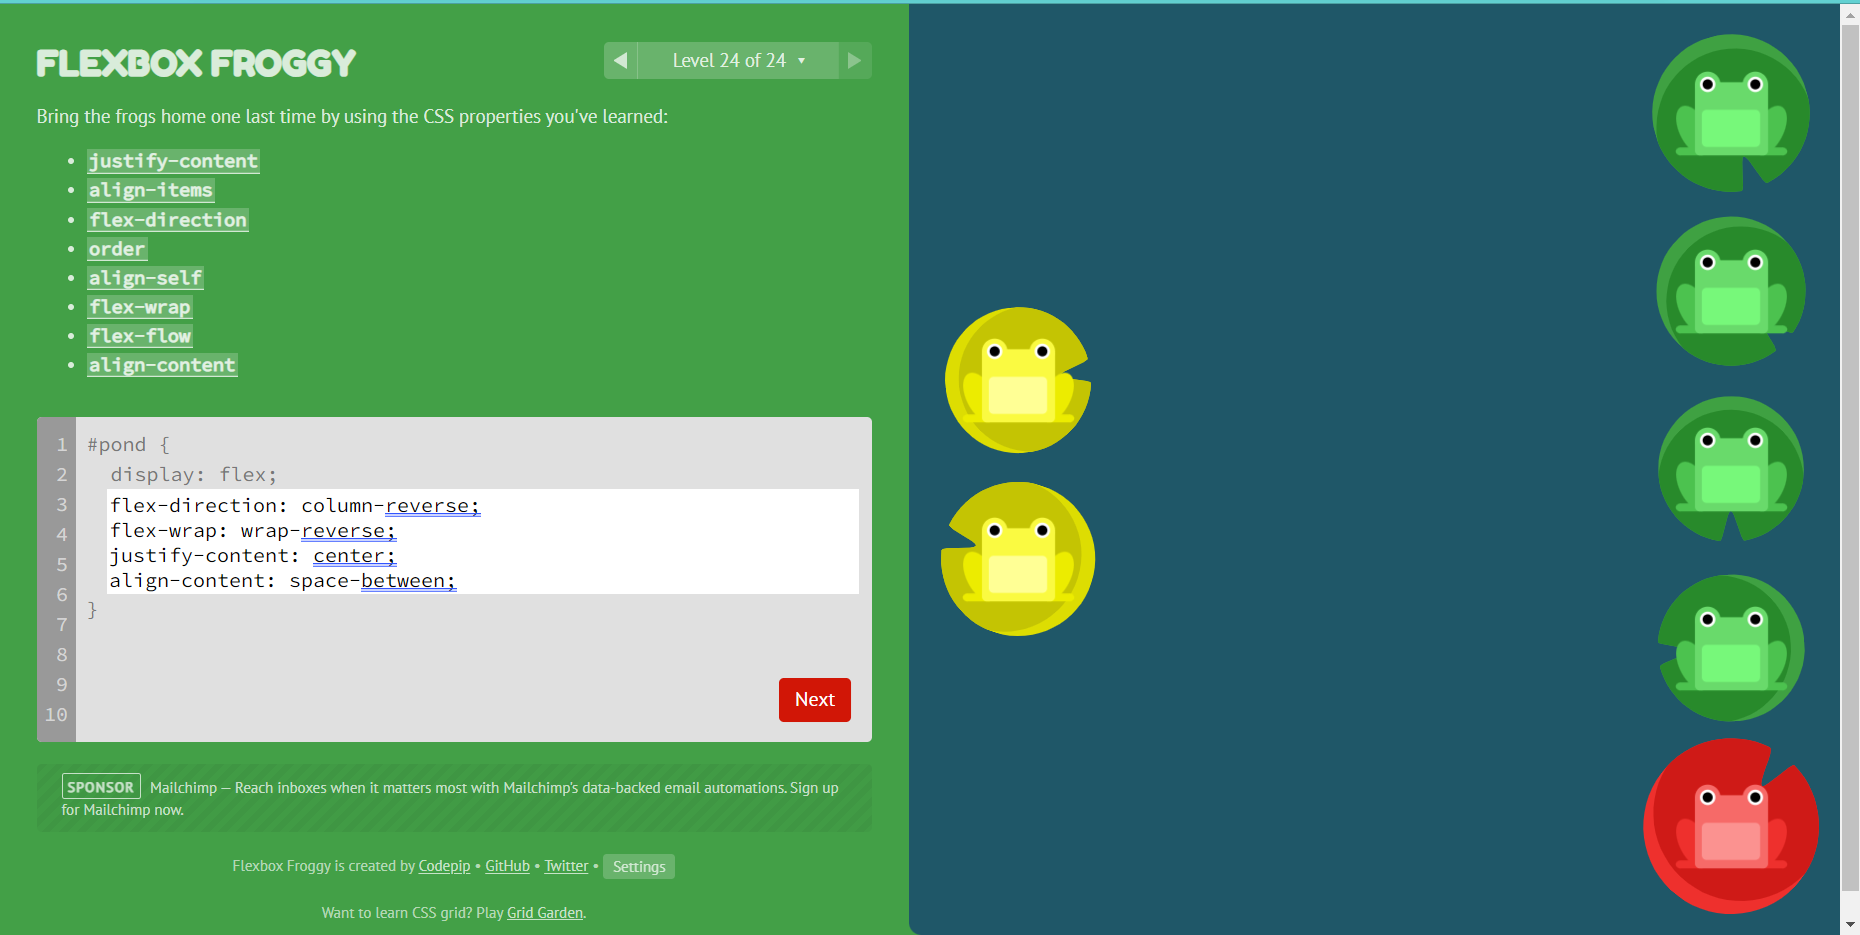 FLEXBOX FROGGY
◀ Level 24 of 24 ▼ ▶
Bring the frogs home one last time by using the CSS properties you've learned:
• justify-content
• align-items
• flex-direction
• order
• align-self
• flex-wrap
• flex-flow
• align-content
1 #pond {
2 display: flex;
3 flex-direction: column-reverse;
4 flex-wrap: wrap-reverse;
5 justify-content: center;
6 align-content: space-between;
7 }
8
9
10
Next
SPONSOR Mailchimp — Reach inboxes when it matters most with Mailchimp's data-backed email automations. Sign up
for Mailchimp now.
Flexbox Froggy is created by Codepip • GitHub • Twitter • Settings
Want to learn CSS grid? Play Grid Garden.